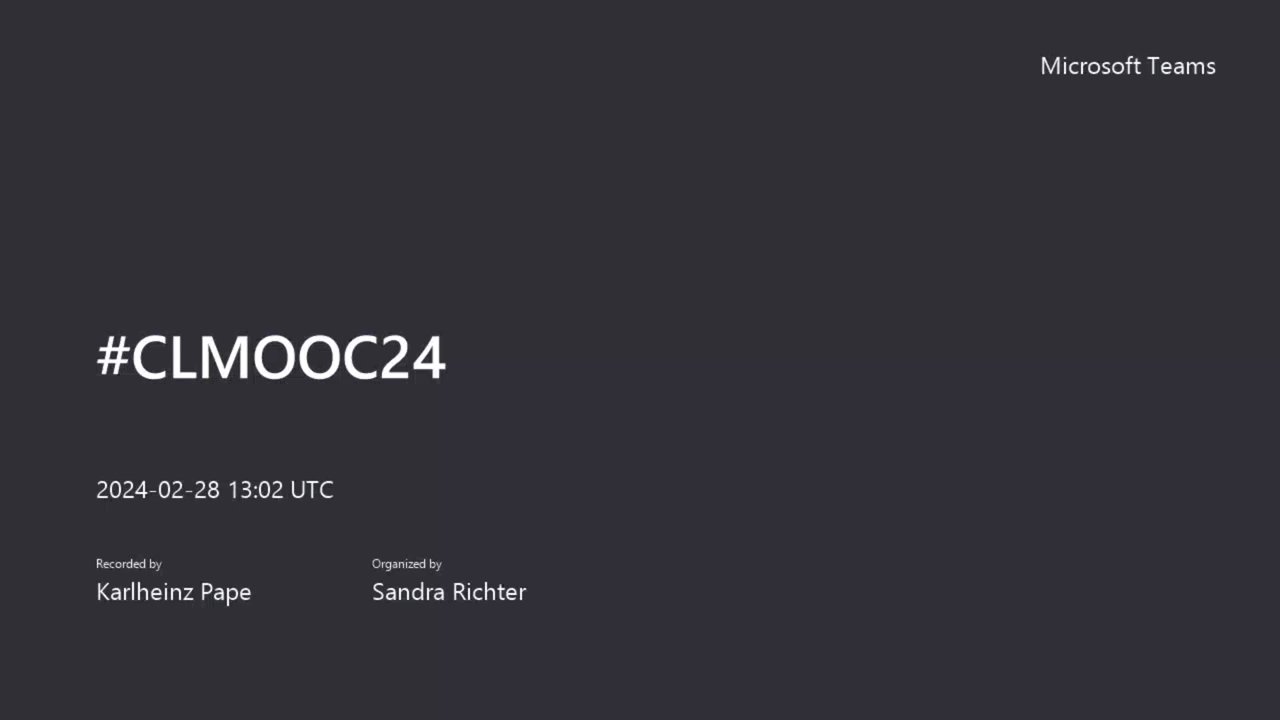 Microsoft Teams
#CLMOOC24
2024-02-28 13:02 UTC
Recorded by
Karlheinz Pape
Organized by
Sandra Richter